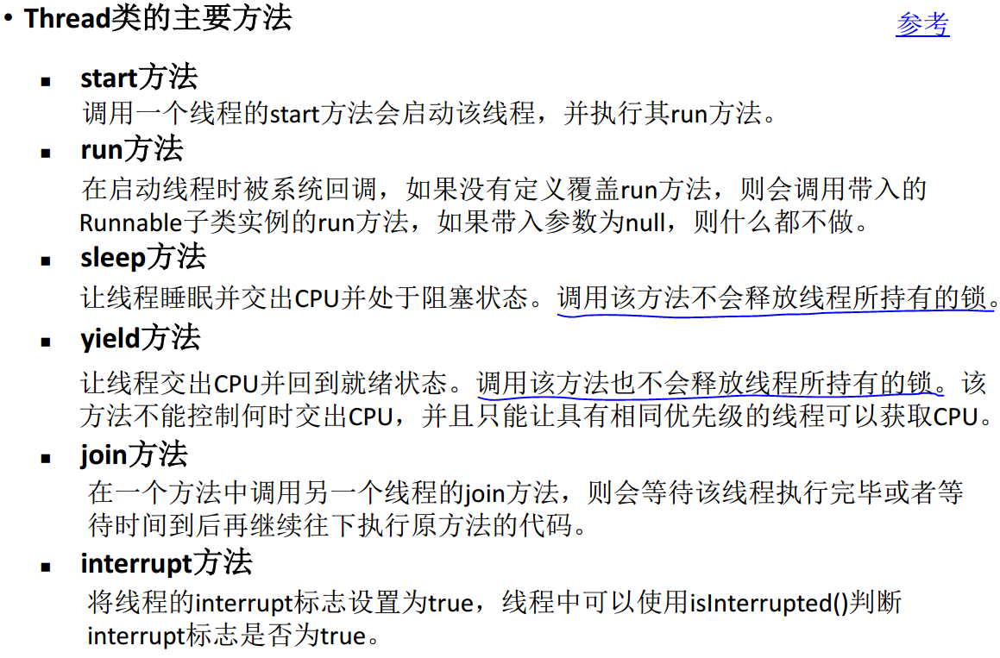 • Thread类的主要方法 参考
▪ start方法
调用一个线程的start方法会启动该线程，并执行其run方法。
▪ run方法
在启动线程时被系统回调，如果没有定义覆盖run方法，则会调用带入的
Runnable子类实例的run方法，如果带入参数为null，则什么都不做。
▪ sleep方法
让线程睡眠并交出CPU并处于阻塞状态。调用该方法不会释放线程所持有的锁。
▪ yield方法
让线程交出CPU并回到就绪状态。调用该方法也不会释放线程所持有的锁。该
方法不能控制何时交出CPU，并且只能让具有相同优先级的线程可以获取CPU。
▪ join方法
在一个方法中调用另一个线程的join方法，则会等待该线程执行完毕或者等
待时间到后再继续往下执行原方法的代码。
▪ interrupt方法
将线程的interrupt标志设置为true，线程中可以使用isInterrupted()判断
interrupt标志是否为true。